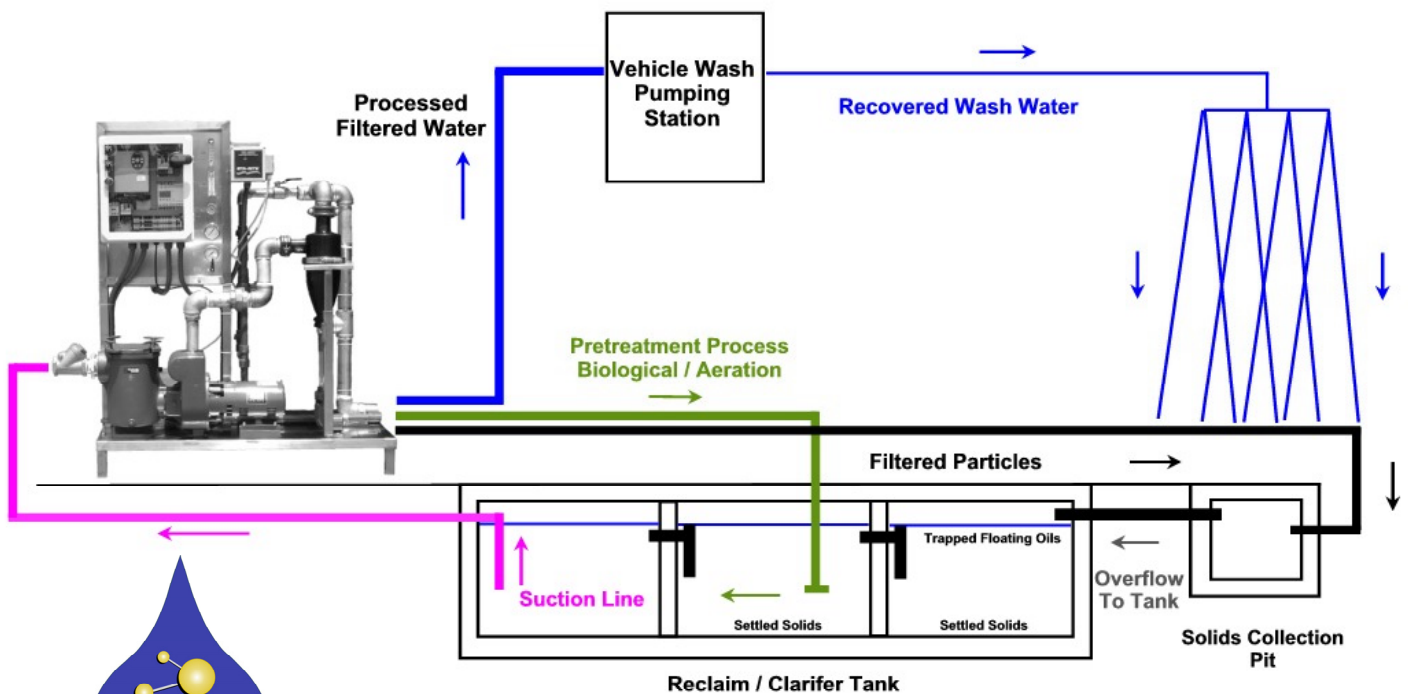 Vehicle Wash
Pumping
Station
Processed
Filtered Water
Recovered Wash Water
Pretreatment Process
Biological / Aeration
Filtered Particles
Trapped Floating Oils
Suction Line
Overflow
To Tank
Settled Solids
Settled Solids
Solids Collection
Pit
Reclaim / Clarifer Tank